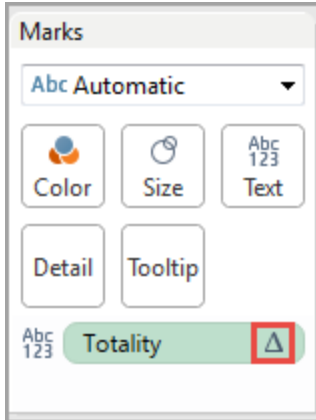 Marks
Abc Automatic
Abc
123
Color Size Text
Detail Tooltip
Abc
123 Totality Δ